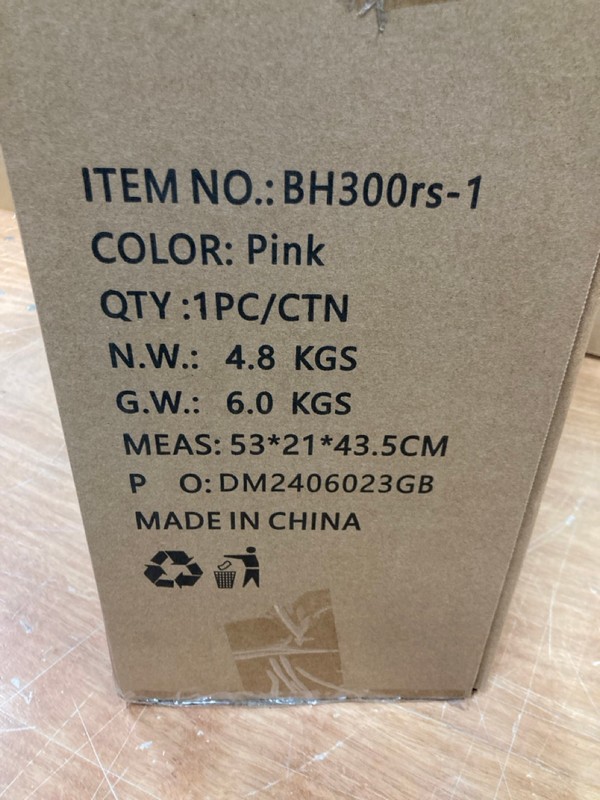 ITEM NO.: BH300rs-1
COLOR: Pink
QTY :1PC/CTN
N.W.: 4.8 KGS
G.W.: 6.0 KGS
MEAS: 53*21*43.5CM
P O: DM2406023GB
MADE IN CHINA